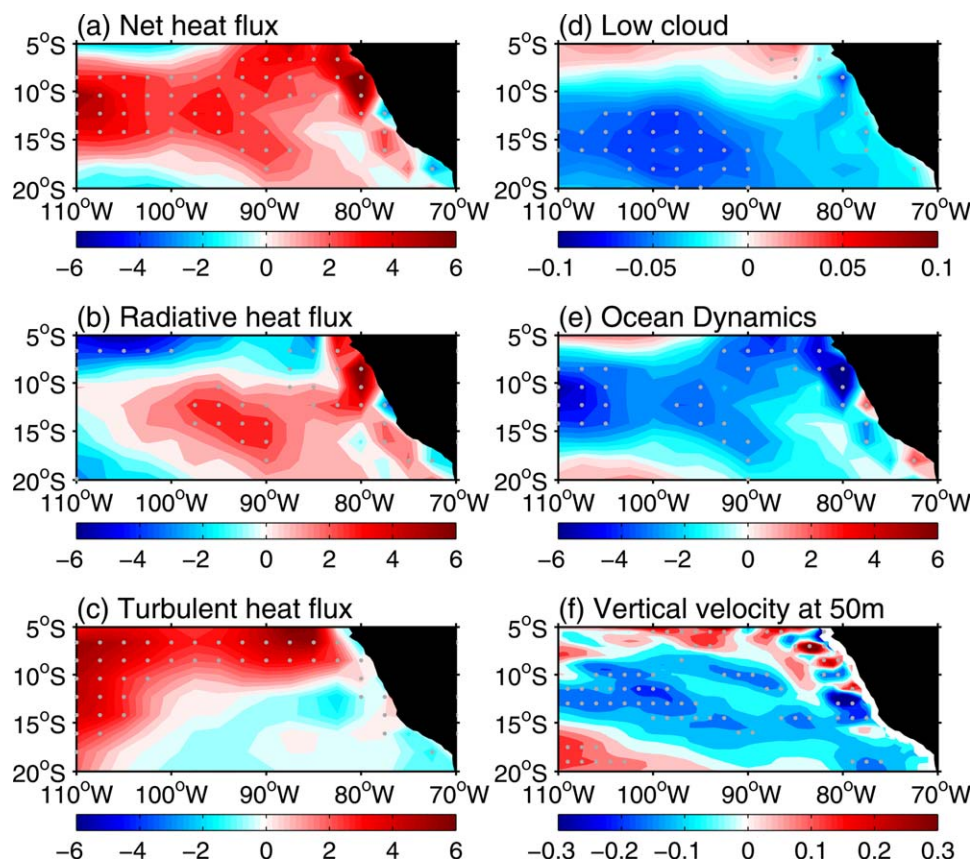 (a) Net heat flux
5°S
10°S
15°S
20°S
110°W 100°W 90°W 80°W 70°W
−6 −4 −2 0 2 4 6
(b) Radiative heat flux
5°S
10°S
15°S
20°S
110°W 100°W 90°W 80°W 70°W
−6 −4 −2 0 2 4 6
(c) Turbulent heat flux
5°S
10°S
15°S
20°S
110°W 100°W 90°W 80°W 70°W
−6 −4 −2 0 2 4 6
(d) Low cloud
5°S
10°S
15°S
20°S
110°W 100°W 90°W 80°W 70°W
−0.1 −0.05 0 0.05 0.1
(e) Ocean Dynamics
5°S
10°S
15°S
20°S
110°W 100°W 90°W 80°W 70°W
−6 −4 −2 0 2 4 6
(f) Vertical velocity at 50m
5°S
10°S
15°S
20°S
110°W 100°W 90°W 80°W 70°W
−0.3 −0.2 −0.1 0 0.1 0.2 0.3